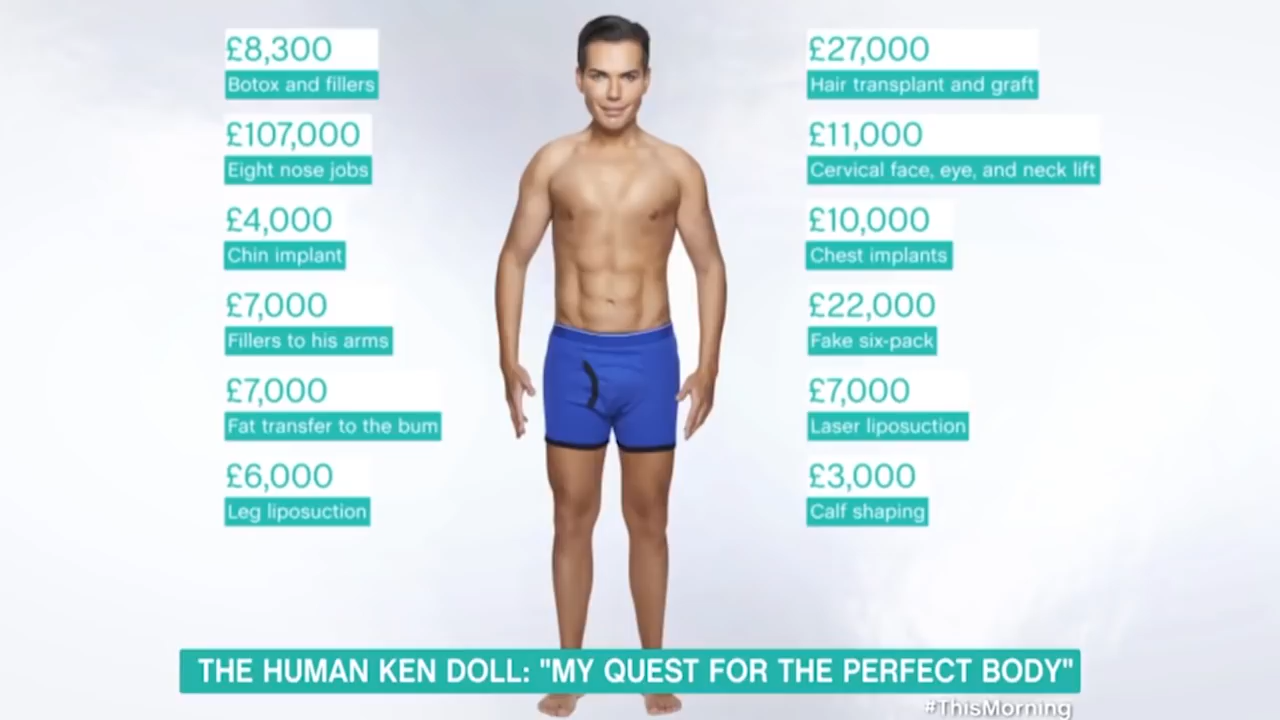 £8,300
Botox and fillers
£107,000
Eight nose jobs
£4,000
Chin implant
£7,000
Fillers to his arms
£7,000
Fat transfer to the bum
£6,000
Leg liposuction
£27,000
Hair transplant and graft
£11,000
Cervical face, eye, and neck lift
£10,000
Chest implants
£22,000
Fake six-pack
£7,000
Laser liposuction
£3,000
Calf shaping
THE HUMAN KEN DOLL: "MY QUEST FOR THE PERFECT BODY"
#ThisMorning